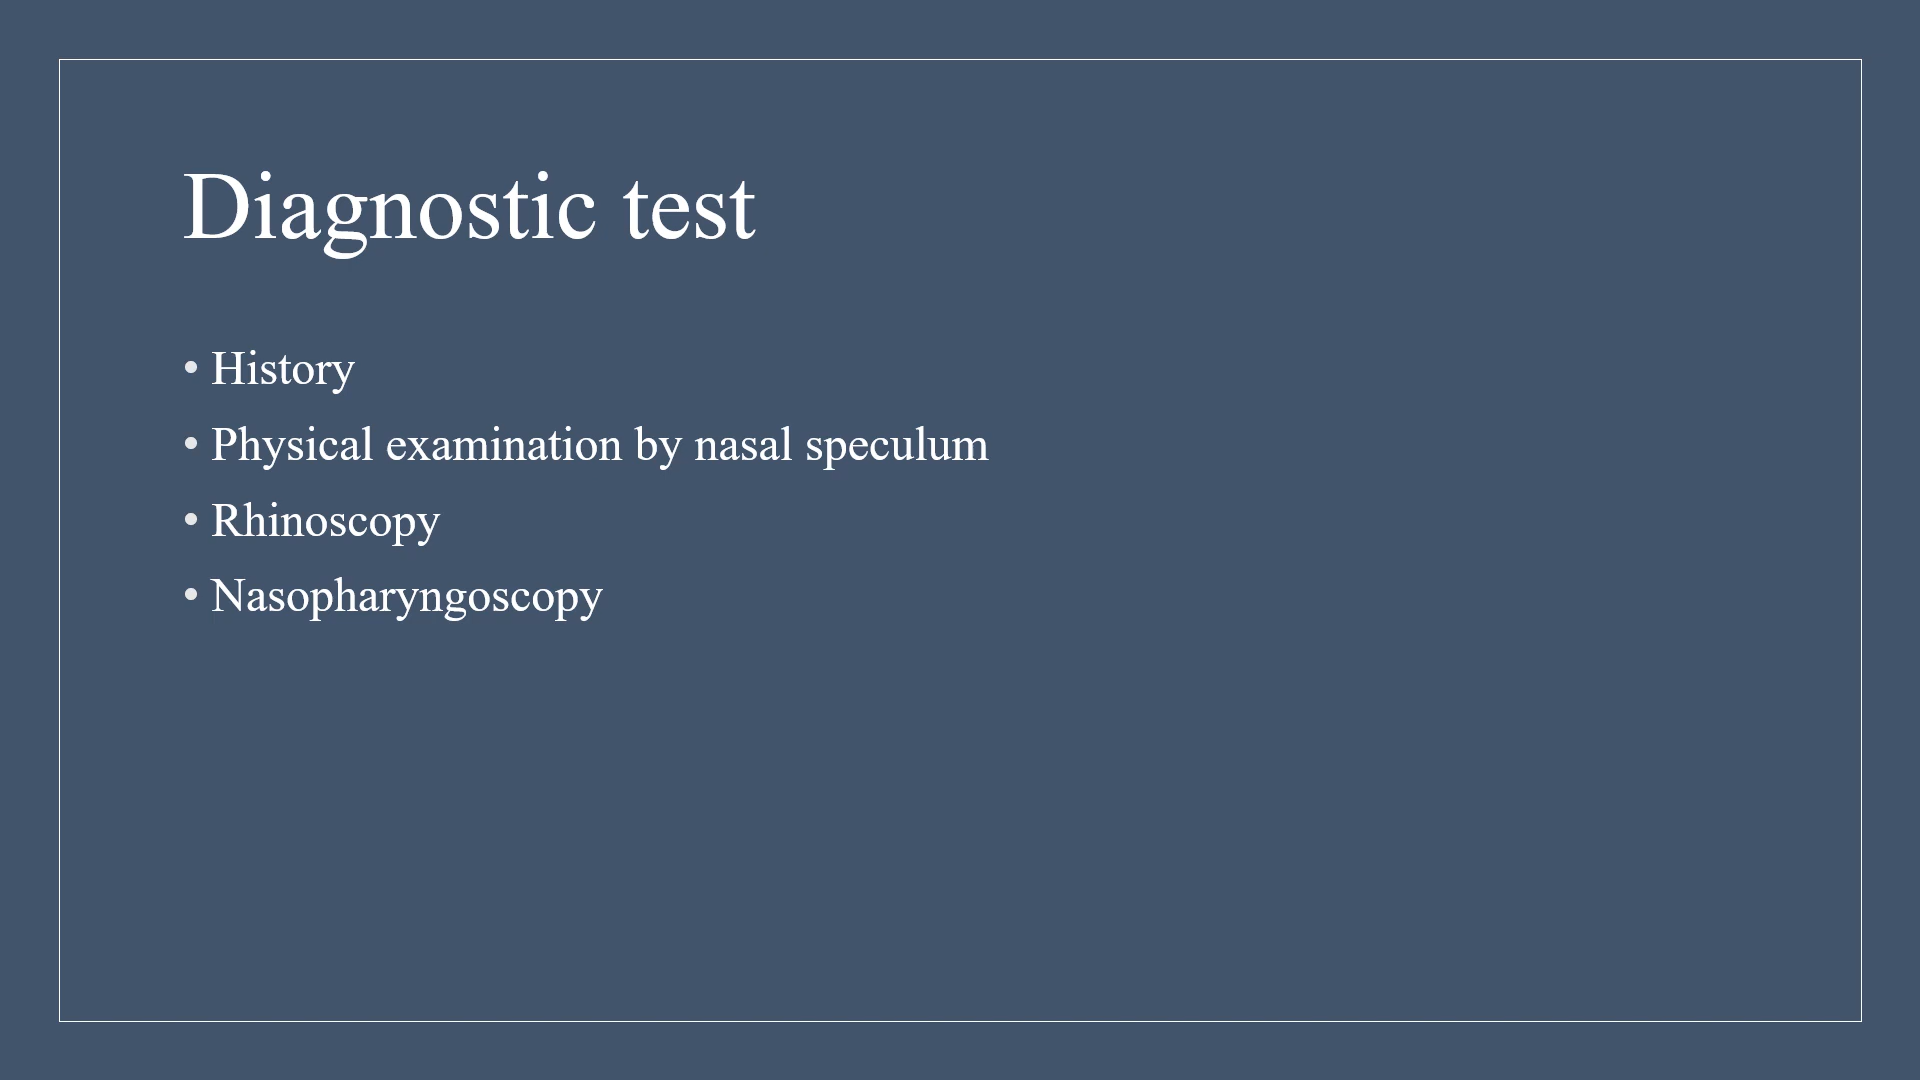 Diagnostic test
• History
• Physical examination by nasal speculum
• Rhinoscopy
• Nasopharyngoscopy